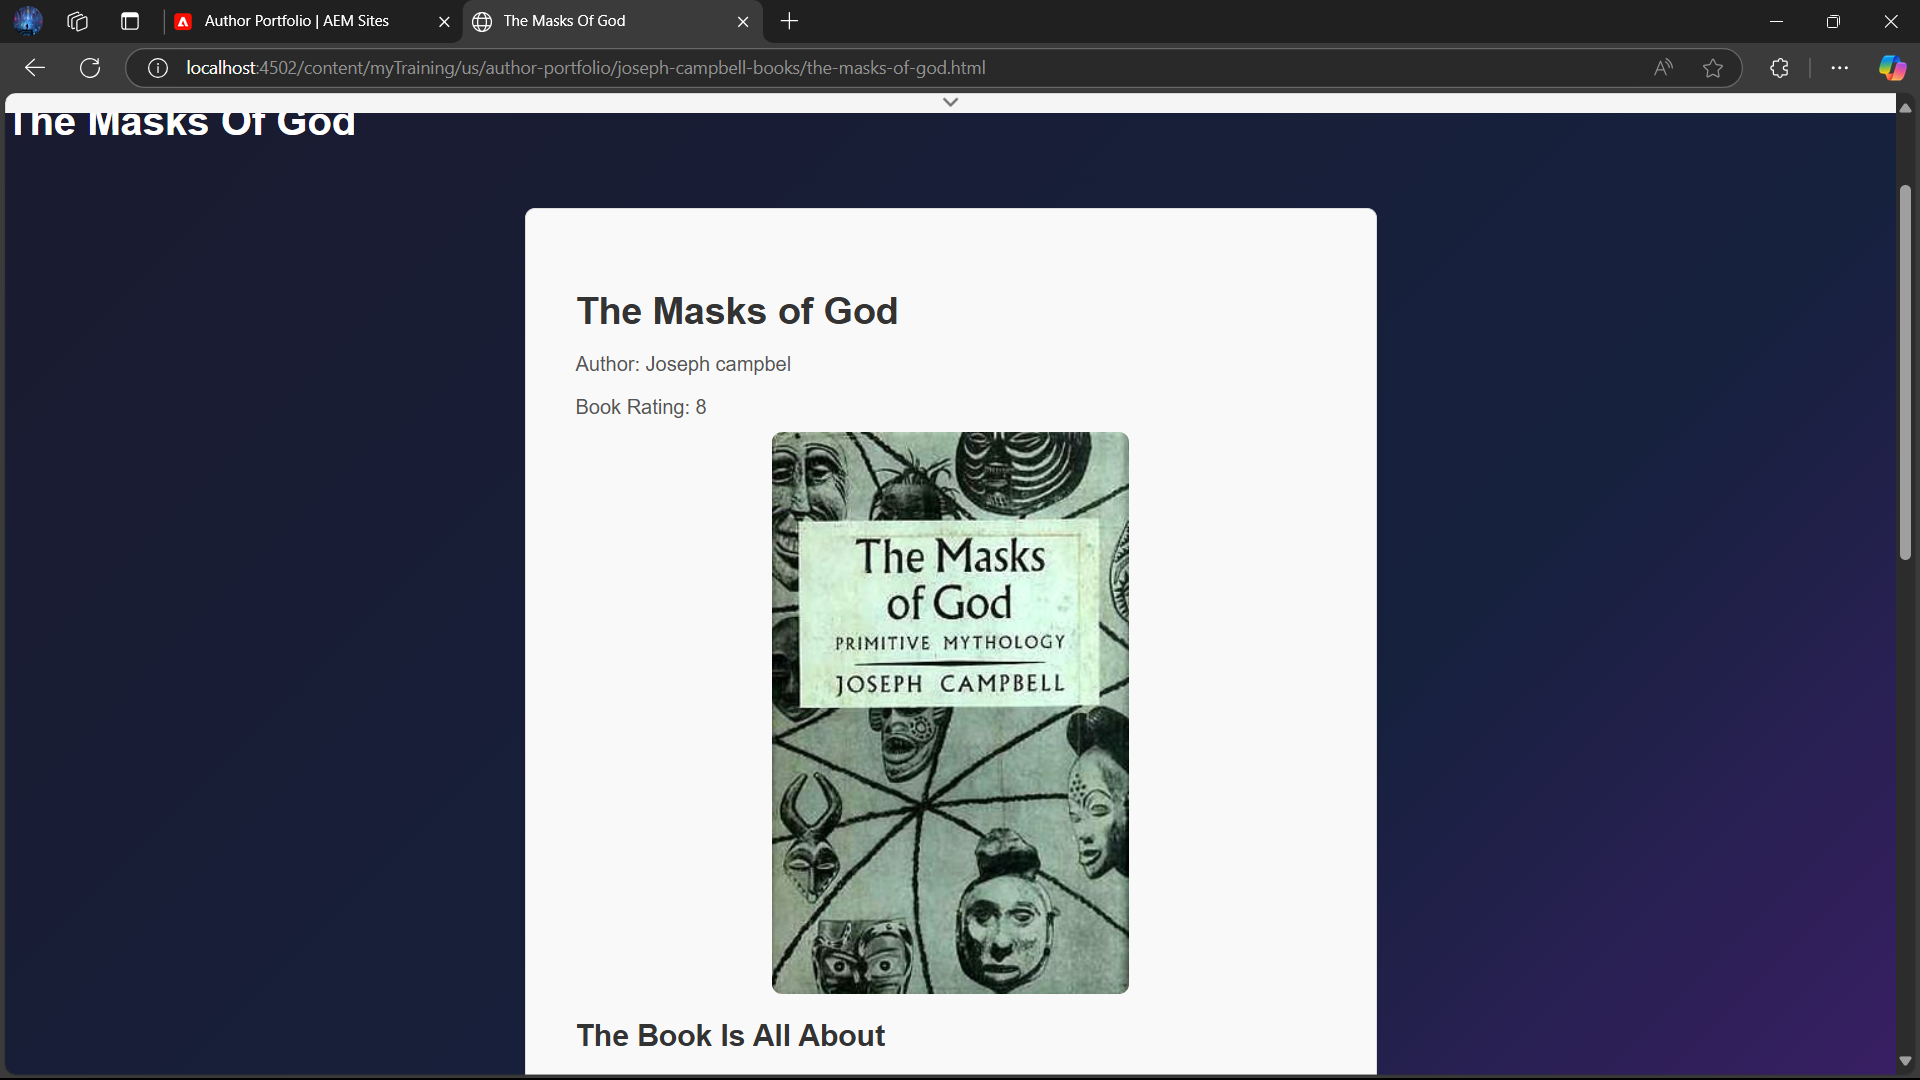 Author Portfolio | AEM Sites
The Masks Of God
localhost:4502/content/myTraining/us/author-portfolio/joseph-campbell-books/the-masks-of-god.html
The Masks Of God
The Masks of God
Author: Joseph campbel
Book Rating: 8
The Masks
of God
PRIMITIVE MYTHOLOGY
JOSEPH CAMPBELL
The Book Is All About